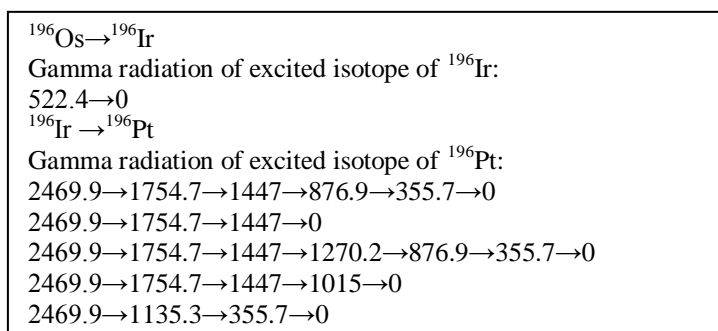 ¹⁹⁶Os→¹⁹⁶Ir
Gamma radiation of excited isotope of ¹⁹⁶Ir:
522.4→0
¹⁹⁶Ir →¹⁹⁶Pt
Gamma radiation of excited isotope of ¹⁹⁶Pt:
2469.9→1754.7→1447→876.9→355.7→0
2469.9→1754.7→1447→0
2469.9→1754.7→1447→1270.2→876.9→355.7→0
2469.9→1754.7→1447→1015→0
2469.9→1135.3→355.7→0